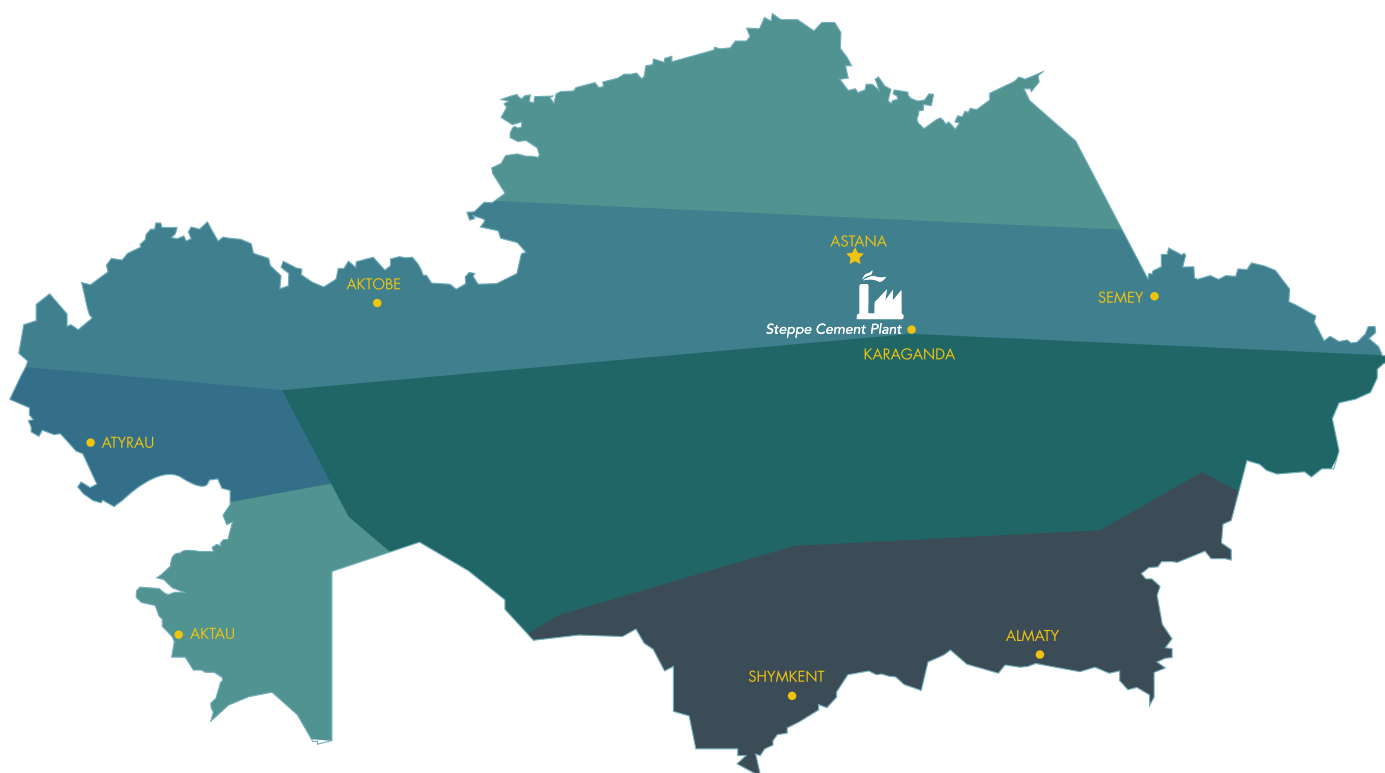 ASTANA
AKTOBE
SEMEY
Steppe Cement Plant
KARAGANDA
ATYRAU
AKTAU
ALMATY
SHYMKENT